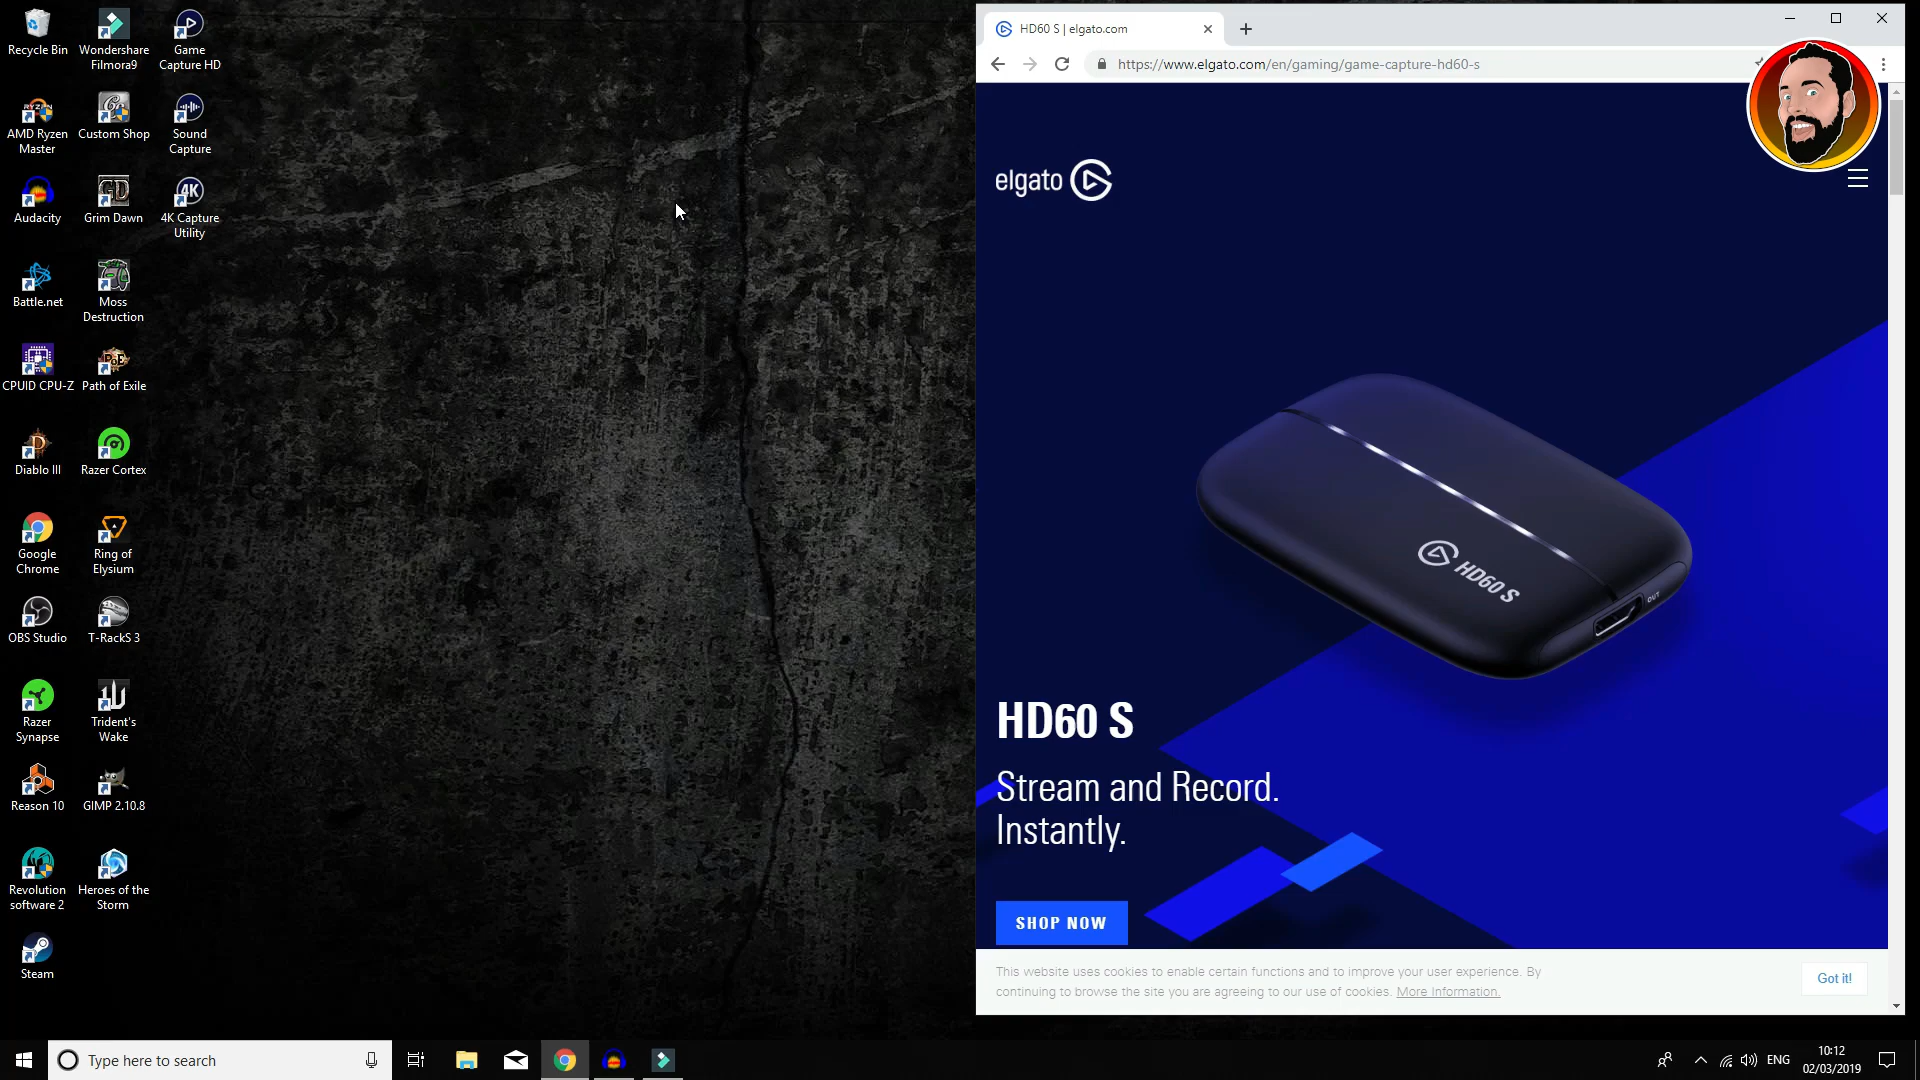 Recycle Bin
Wondershare
Filmora9
Game
Capture HD
AMD Ryzen
Master
RYZEN
Custom Shop
Sound
Capture
Audacity
GD
Grim Dawn
4K
4K Capture
Utility
Battle.net
Moss
Destruction
CPUID CPU-Z
PoE
Path of Exile
Diablo III
Razer Cortex
Google
Chrome
Ring of
Elysium
OBS Studio
T-RackS 3
Razer
Synapse
Trident's
Wake
Reason 10
GIMP 2.10.8
Revolution
software 2
Heroes of the
Storm
Steam
HD60 S | elgato.com
https://www.elgato.com/en/gaming/game-capture-hd60-s
elgato
HD60 S
OUT
HD60 S
Stream and Record.
Instantly.
SHOP NOW
This website uses cookies to enable certain functions and to improve your user experience. By
continuing to browse the site you are agreeing to our use of cookies. More Information.
Got it!
Type here to search
ENG
10:12
02/03/2019